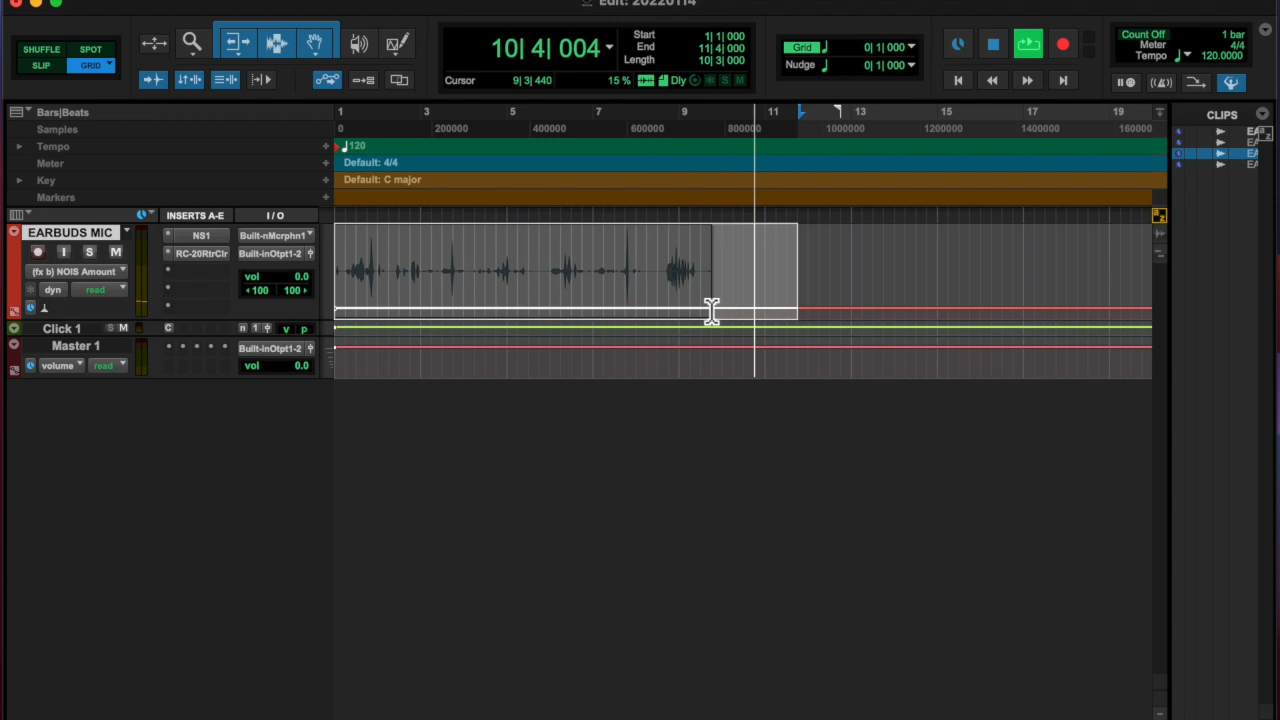 Edit: 20220114
SHUFFLE SPOT
SLIP GRID
10| 4| 004
Start 1| 1| 000
End 11| 4| 000
Length 10| 3| 000
Cursor 9| 3| 440 15 % Dly S M
Grid 0| 1| 000
Nudge 0| 1| 000
Count Off 1 bar
Meter 4/4
Tempo 120.0000
Bars|Beats 1 3 5 7 9 11 13 15 17 19
Samples 0 200000 400000 600000 800000 1000000 1200000 1400000 160000
Tempo 120
Meter Default: 4/4
Key Default: C major
Markers
INSERTS A-E I / O
CLIPS
EARBUDS MIC NS1 Built-nMcrphn1
I S M RC-20RtrClr Built-inOtpt1-2
(fx b) NOIS Amount vol 0.0
dyn read 100 100
Click 1 S M C n 1 v p
Master 1 Built-inOtpt1-2
volume read vol 0.0